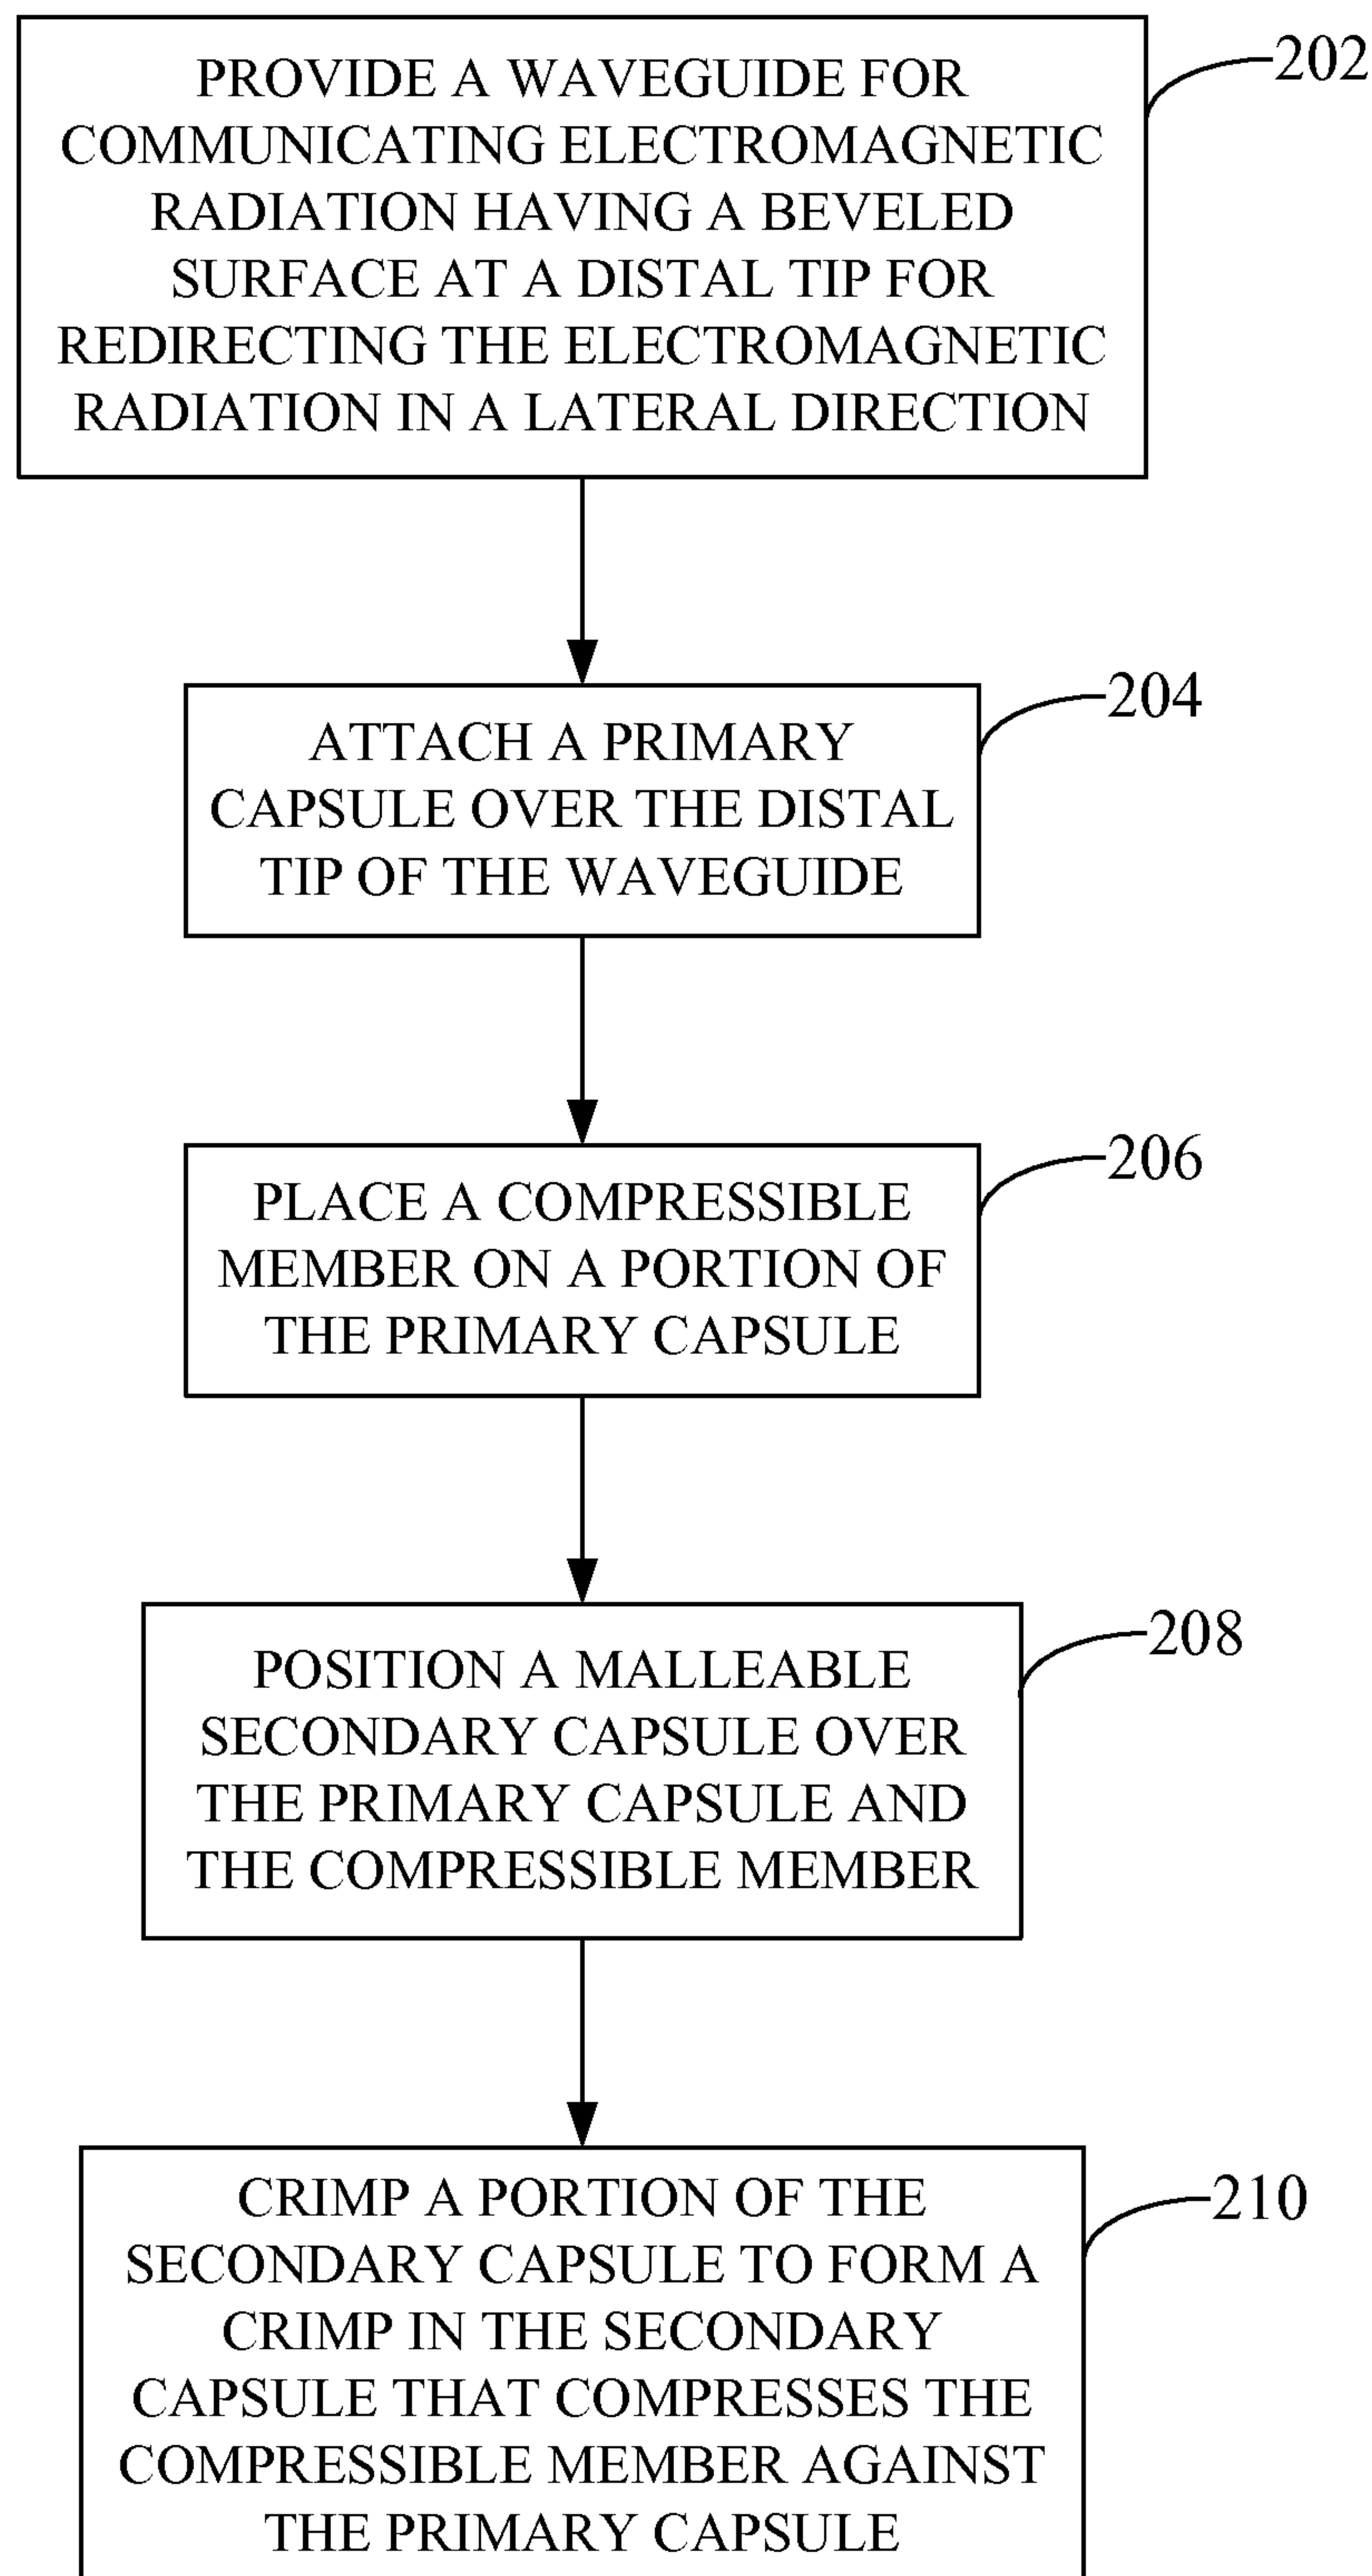 PROVIDE A WAVEGUIDE FOR
COMMUNICATING ELECTROMAGNETIC
RADIATION HAVING A BEVELED
SURFACE AT A DISTAL TIP FOR
REDIRECTING THE ELECTROMAGNETIC
RADIATION IN A LATERAL DIRECTION
202
ATTACH A PRIMARY
CAPSULE OVER THE DISTAL
TIP OF THE WAVEGUIDE
204
PLACE A COMPRESSIBLE
MEMBER ON A PORTION OF
THE PRIMARY CAPSULE
206
POSITION A MALLEABLE
SECONDARY CAPSULE OVER
THE PRIMARY CAPSULE AND
THE COMPRESSIBLE MEMBER
208
CRIMP A PORTION OF THE
SECONDARY CAPSULE TO FORM A
CRIMP IN THE SECONDARY
CAPSULE THAT COMPRESSES THE
COMPRESSIBLE MEMBER AGAINST
THE PRIMARY CAPSULE
210